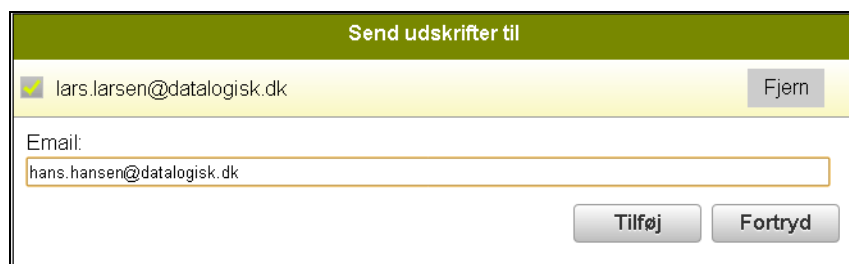 Send udskrifter til
lars.larsen@datalogisk.dk Fjern
Email:
hans.hansen@datalogisk.dk
Tilføj Fortryd